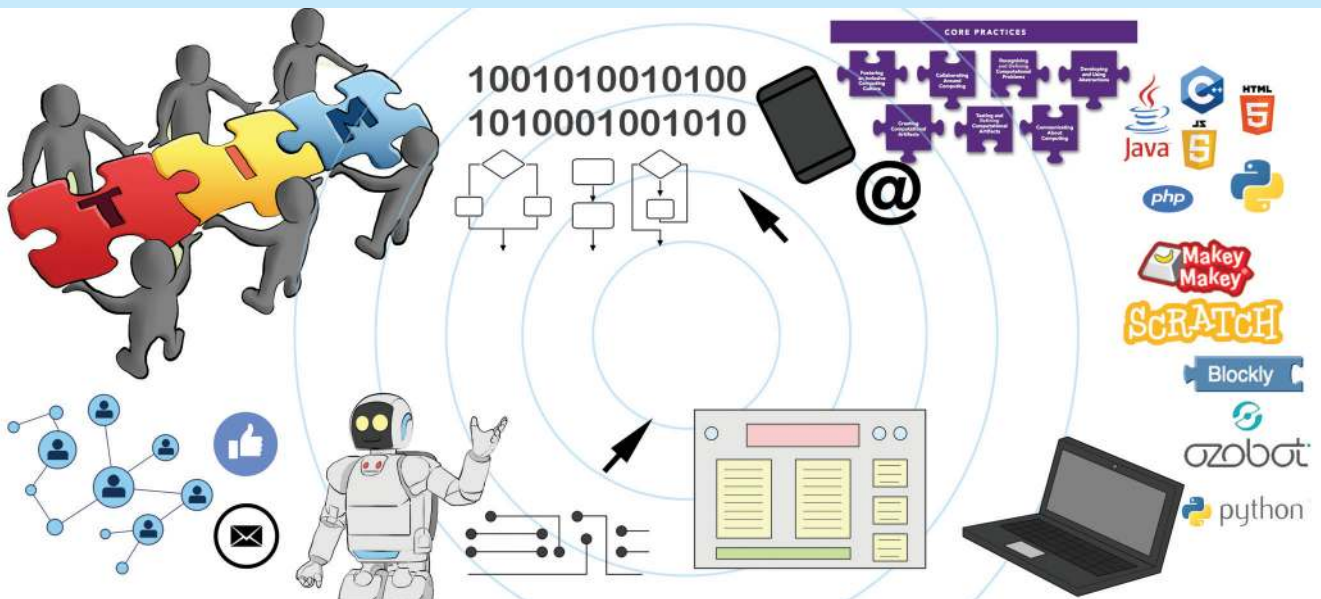 T I M
1001010010100
1010001001010
CORE PRACTICES
Fostering
an Inclusive
Computing
Culture
Collaborating
Around
Computing
Recognizing
and Defining
Computational
Problems
Developing
and Using
Abstractions
Creating
Computational
Artifacts
Testing and
Refining
Computational
Artifacts
Communicating
About
Computing
@
Java
C++
HTML
5
JS
5
php
Makey
Makey
SCRATCH
Blockly
ozobot
python